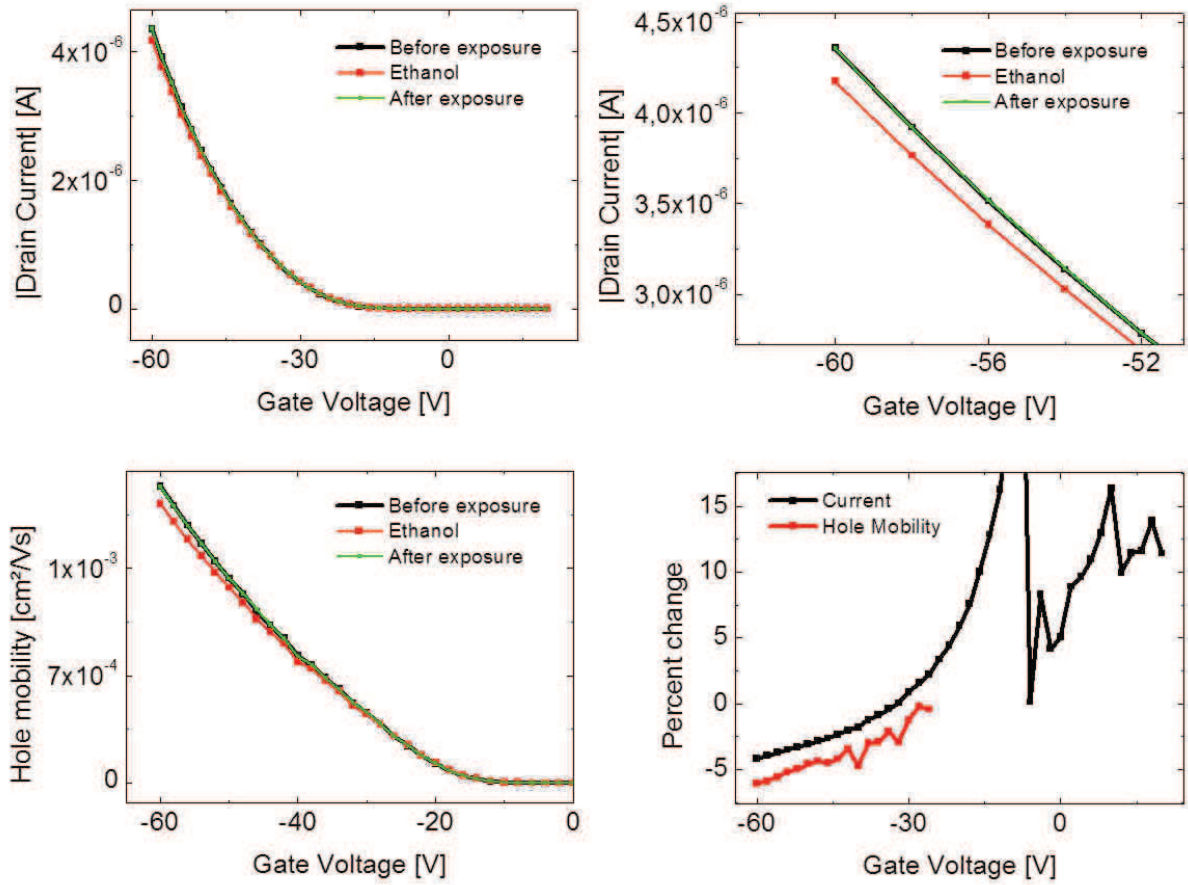 |Drain Current| [A]
4x10⁻⁶
2x10⁻⁶
0
Before exposure
Ethanol
After exposure
-60 -30 0
Gate Voltage [V]
|Drain Current| [A]
4,5x10⁻⁶
4,0x10⁻⁶
3,5x10⁻⁶
3,0x10⁻⁶
Before exposure
Ethanol
After exposure
-60 -56 -52
Gate Voltage [V]
Hole mobility [cm²/Vs]
1x10⁻³
7x10⁻⁴
0
Before exposure
Ethanol
After exposure
-60 -40 -20 0
Gate Voltage [V]
Percent change
15
10
5
0
-5
Current
Hole Mobility
-60 -30 0
Gate Voltage [V]